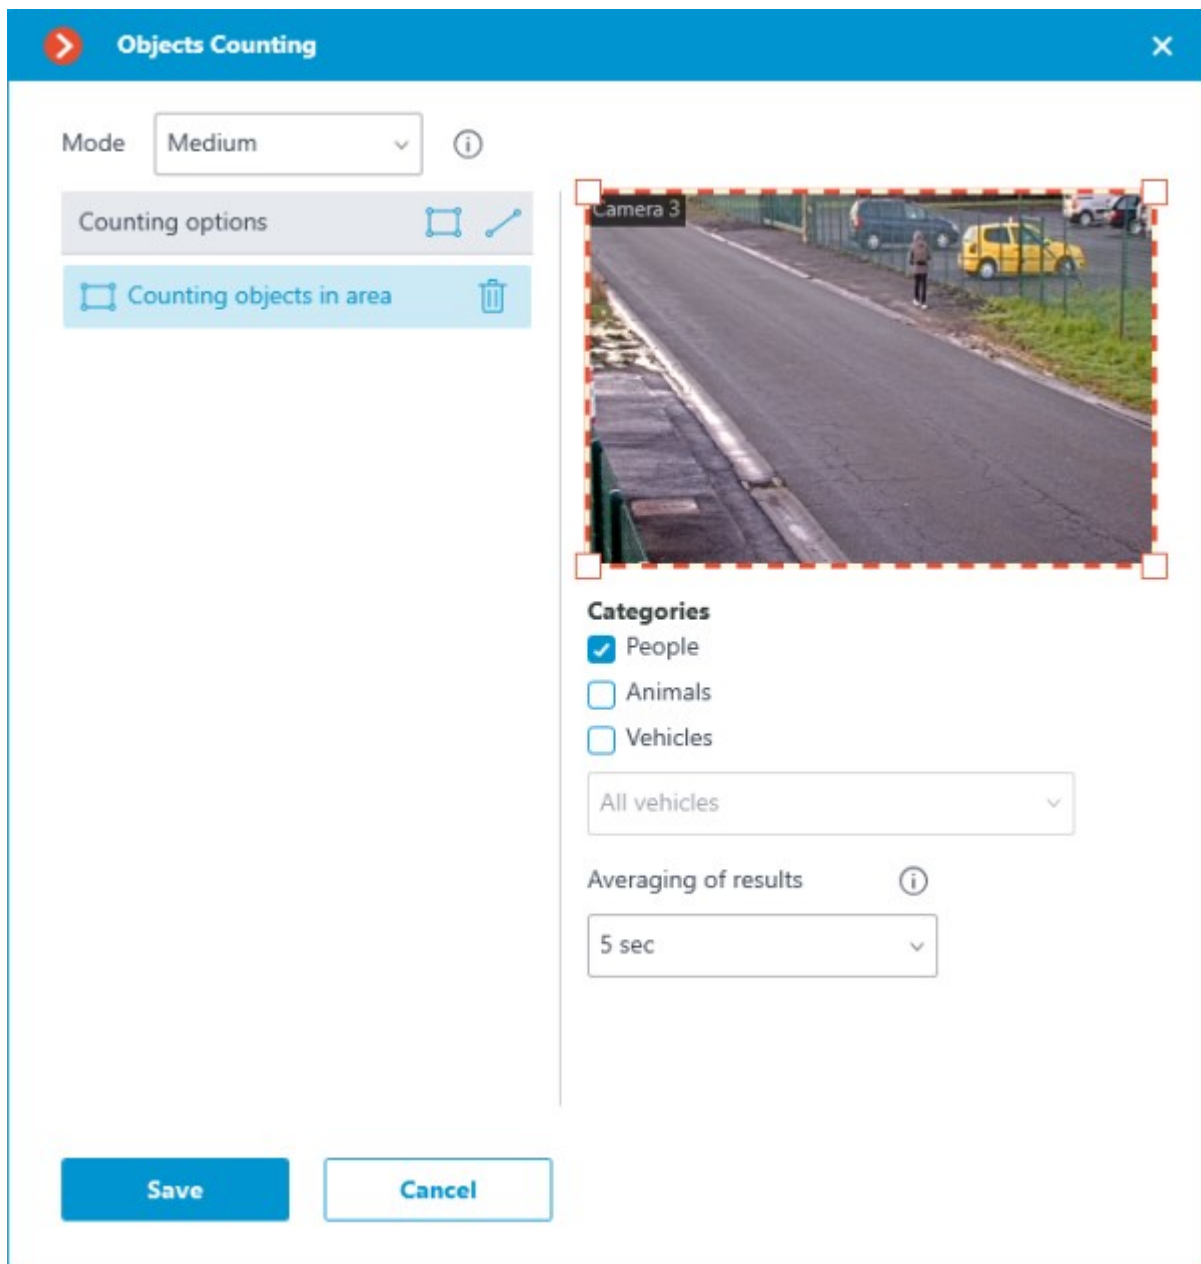 Objects Counting
Mode Medium
Counting options
Counting objects in area
Camera 3
Categories
People
Animals
Vehicles
All vehicles
Averaging of results
5 sec
Save Cancel